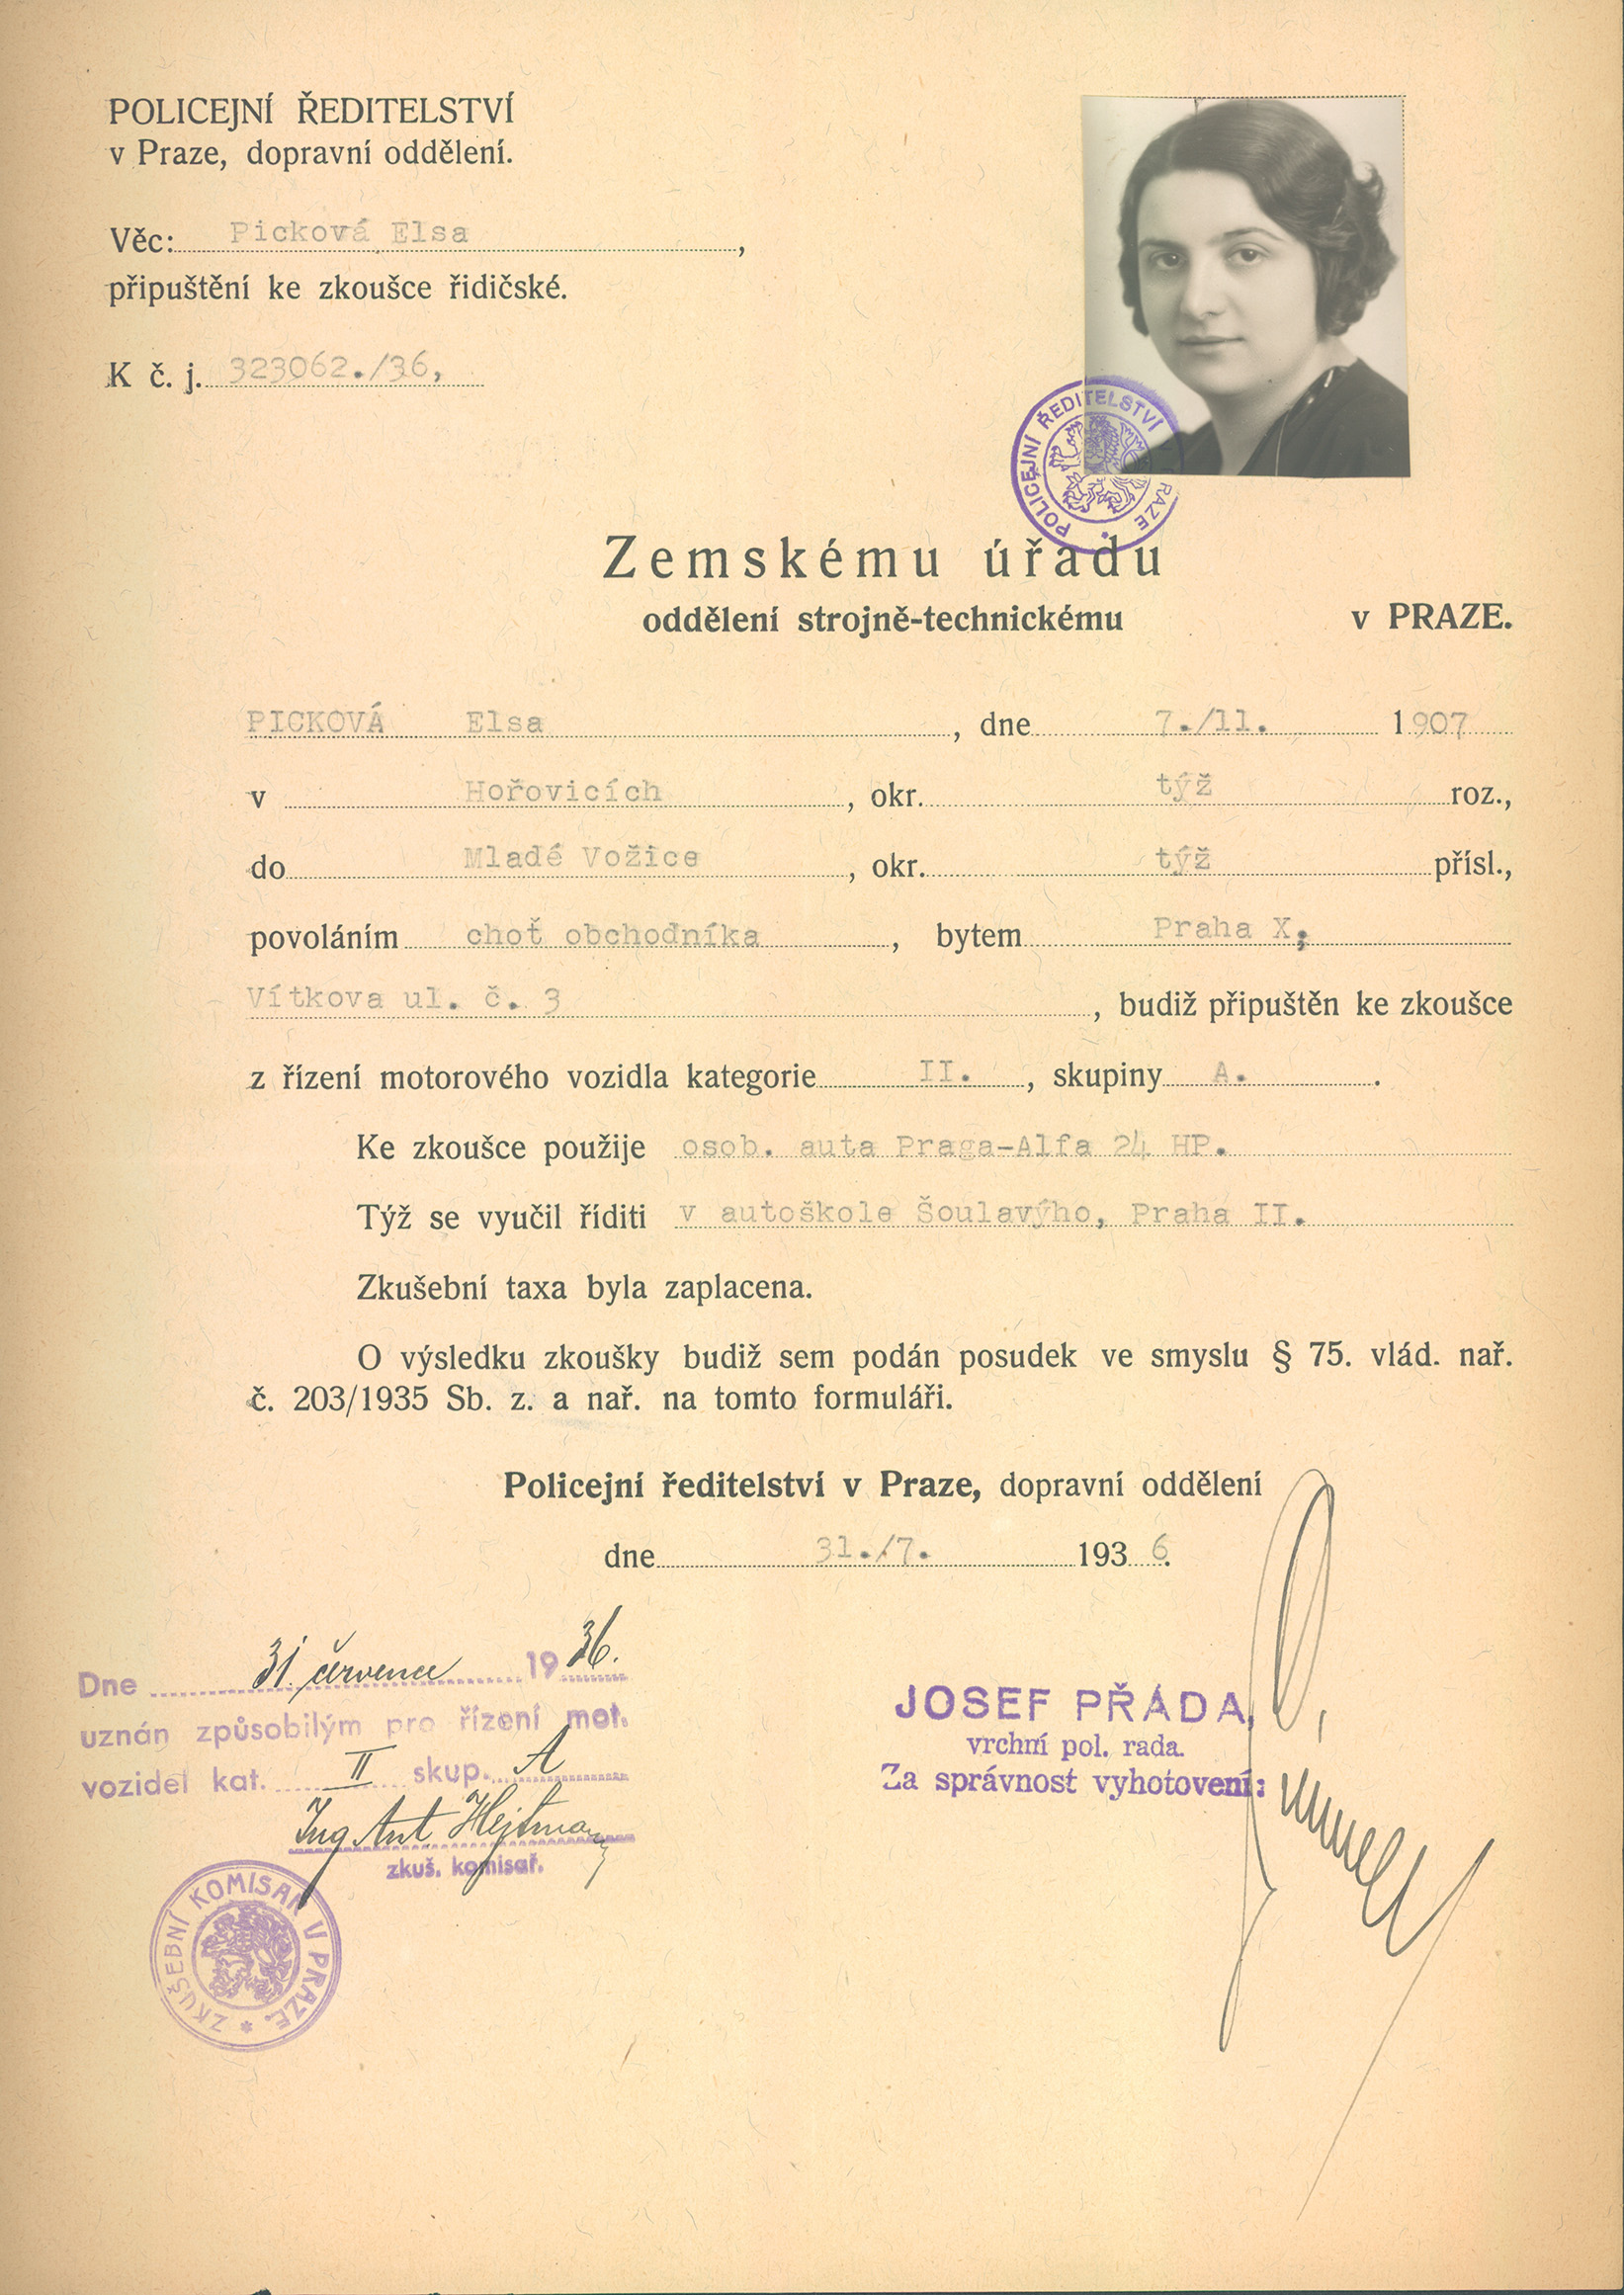 POLICEJNÍ ŘEDITELSTVÍ
v Praze, dopravní oddělení.
Věc: Picková Elsa,
připuštění ke zkoušce řidičské.
K č. j. 323062./36,
POLICEJNÍ ŘEDITELSTVÍ V PRAZE *
Zemskému úřadu
oddělení strojně-technickému v PRAZE.
PICKOVÁ Elsa, dne 7./11. 1907
v Hořovicích, okr. týž roz.,
do Mladé Vožice, okr. týž přísl.,
povoláním choť obchodníka, bytem Praha X,
Vítkova ul. č. 3, budiž připuštěn ke zkoušce
z řízení motorového vozidla kategorie II., skupiny A..
Ke zkoušce použije osob. auta Praga-Alfa 24 HP.
Týž se vyučil říditi v autoškole Šoulavýho, Praha II.
Zkušební taxa byla zaplacena.
O výsledku zkoušky budiž sem podán posudek ve smyslu § 75. vlád. nař.
č. 203/1935 Sb. z. a nař. na tomto formuláři.
Policejní ředitelství v Praze, dopravní oddělení
dne 31./7. 1936.
Dne 31. července 1936.
uznán způsobilým pro řízení mot.
vozidel kat. II skup. A
Ing Ant Hejtman
zkuš. komisař.
ZKUŠEBNÍ KOMISAŘ V PRAZE. *
JOSEF PŘÁDA,
vrchní pol. rada.
Za správnost vyhotovení: